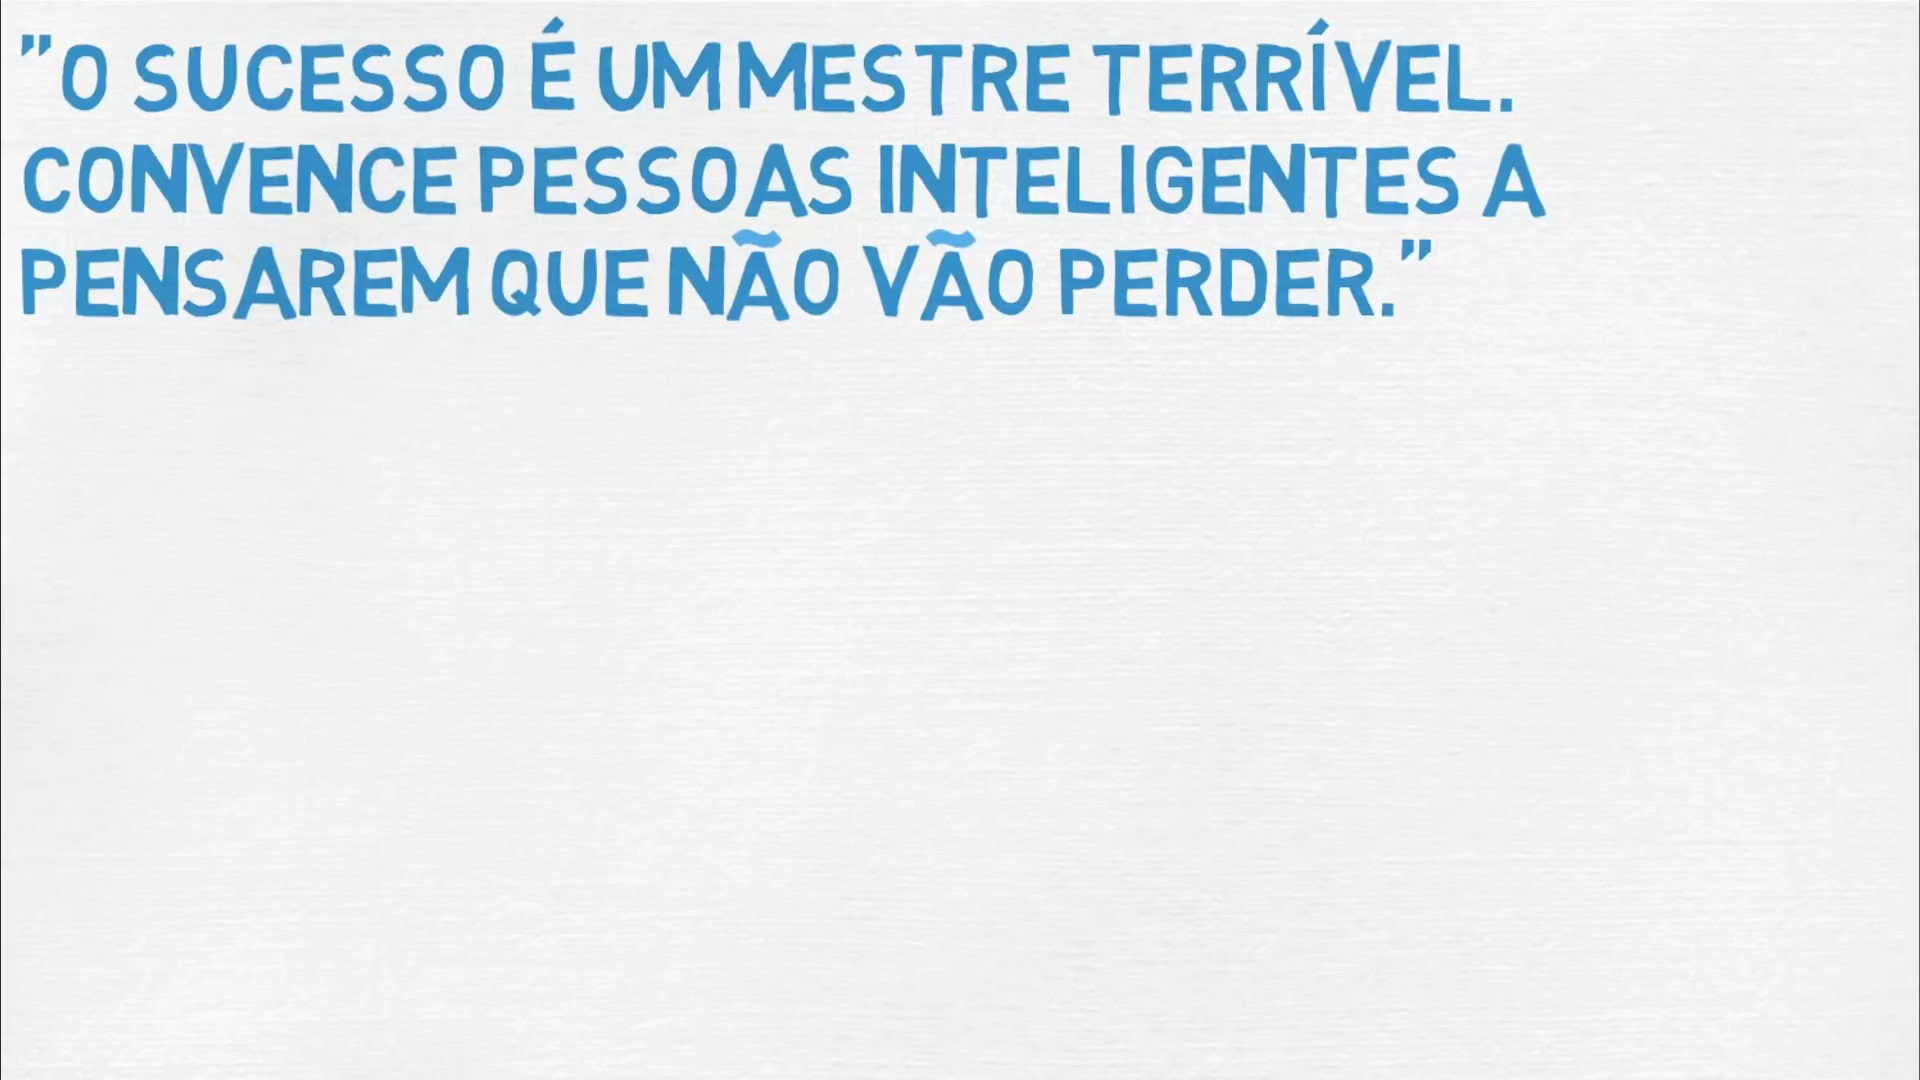 "O SUCESSO É UM MESTRE TERRÍVEL.
CONVENCE PESSOAS INTELIGENTES A
PENSAREM QUE NÃO VÃO PERDER."